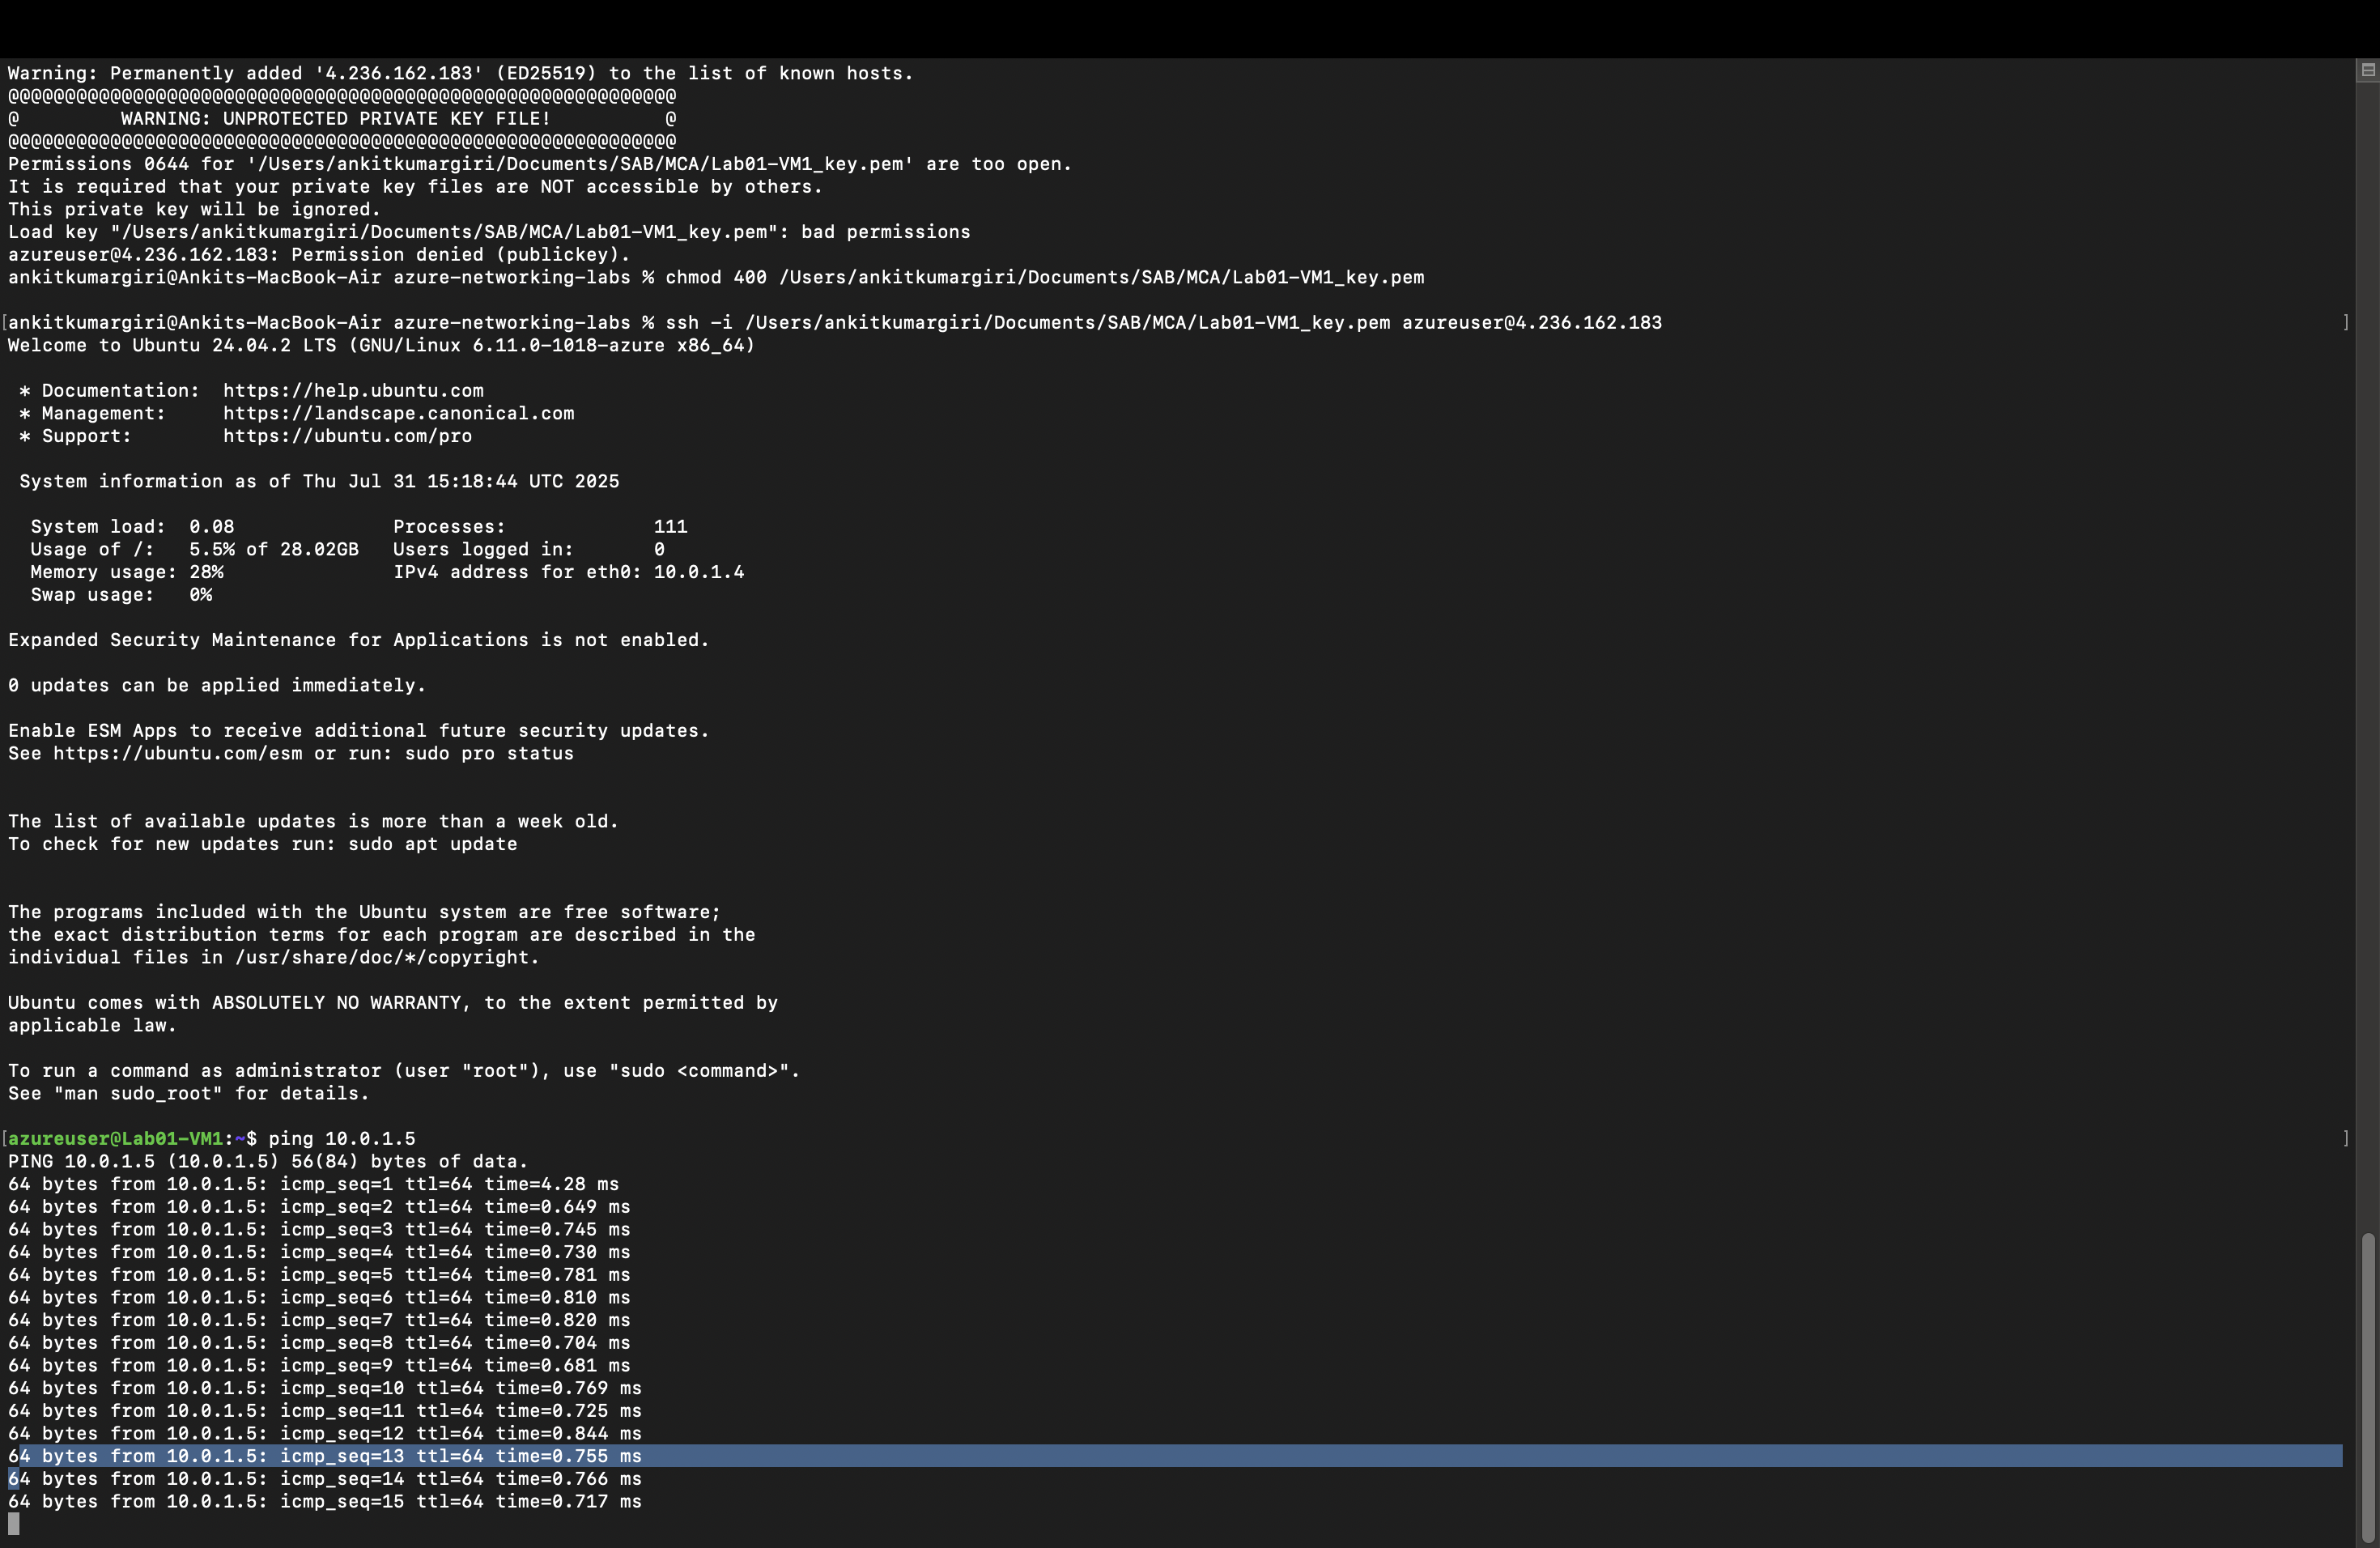 Warning: Permanently added '4.236.162.183' (ED25519) to the list of known hosts.
@@@@@@@@@@@@@@@@@@@@@@@@@@@@@@@@@@@@@@@@@@@@@@@@@@@@@@@@@@@
@         WARNING: UNPROTECTED PRIVATE KEY FILE!          @
@@@@@@@@@@@@@@@@@@@@@@@@@@@@@@@@@@@@@@@@@@@@@@@@@@@@@@@@@@@
Permissions 0644 for '/Users/ankitkumargiri/Documents/SAB/MCA/Lab01-VM1_key.pem' are too open.
It is required that your private key files are NOT accessible by others.
This private key will be ignored.
Load key "/Users/ankitkumargiri/Documents/SAB/MCA/Lab01-VM1_key.pem": bad permissions
azureuser@4.236.162.183: Permission denied (publickey).
ankitkumargiri@Ankits-MacBook-Air azure-networking-labs % chmod 400 /Users/ankitkumargiri/Documents/SAB/MCA/Lab01-VM1_key.pem
[ankitkumargiri@Ankits-MacBook-Air azure-networking-labs % ssh -i /Users/ankitkumargiri/Documents/SAB/MCA/Lab01-VM1_key.pem azureuser@4.236.162.183 ]
Welcome to Ubuntu 24.04.2 LTS (GNU/Linux 6.11.0-1018-azure x86_64)
 * Documentation:  https://help.ubuntu.com
 * Management:     https://landscape.canonical.com
 * Support:        https://ubuntu.com/pro
 System information as of Thu Jul 31 15:18:44 UTC 2025
  System load:  0.08              Processes:             111
  Usage of /:   5.5% of 28.02GB   Users logged in:       0
  Memory usage: 28%               IPv4 address for eth0: 10.0.1.4
  Swap usage:   0%
Expanded Security Maintenance for Applications is not enabled.
0 updates can be applied immediately.
Enable ESM Apps to receive additional future security updates.
See https://ubuntu.com/esm or run: sudo pro status
The list of available updates is more than a week old.
To check for new updates run: sudo apt update
The programs included with the Ubuntu system are free software;
the exact distribution terms for each program are described in the
individual files in /usr/share/doc/*/copyright.
Ubuntu comes with ABSOLUTELY NO WARRANTY, to the extent permitted by
applicable law.
To run a command as administrator (user "root"), use "sudo <command>".
See "man sudo_root" for details.
[azureuser@Lab01-VM1:~$ ping 10.0.1.5 ]
PING 10.0.1.5 (10.0.1.5) 56(84) bytes of data.
64 bytes from 10.0.1.5: icmp_seq=1 ttl=64 time=4.28 ms
64 bytes from 10.0.1.5: icmp_seq=2 ttl=64 time=0.649 ms
64 bytes from 10.0.1.5: icmp_seq=3 ttl=64 time=0.745 ms
64 bytes from 10.0.1.5: icmp_seq=4 ttl=64 time=0.730 ms
64 bytes from 10.0.1.5: icmp_seq=5 ttl=64 time=0.781 ms
64 bytes from 10.0.1.5: icmp_seq=6 ttl=64 time=0.810 ms
64 bytes from 10.0.1.5: icmp_seq=7 ttl=64 time=0.820 ms
64 bytes from 10.0.1.5: icmp_seq=8 ttl=64 time=0.704 ms
64 bytes from 10.0.1.5: icmp_seq=9 ttl=64 time=0.681 ms
64 bytes from 10.0.1.5: icmp_seq=10 ttl=64 time=0.769 ms
64 bytes from 10.0.1.5: icmp_seq=11 ttl=64 time=0.725 ms
64 bytes from 10.0.1.5: icmp_seq=12 ttl=64 time=0.844 ms
64 bytes from 10.0.1.5: icmp_seq=13 ttl=64 time=0.755 ms
64 bytes from 10.0.1.5: icmp_seq=14 ttl=64 time=0.766 ms
64 bytes from 10.0.1.5: icmp_seq=15 ttl=64 time=0.717 ms